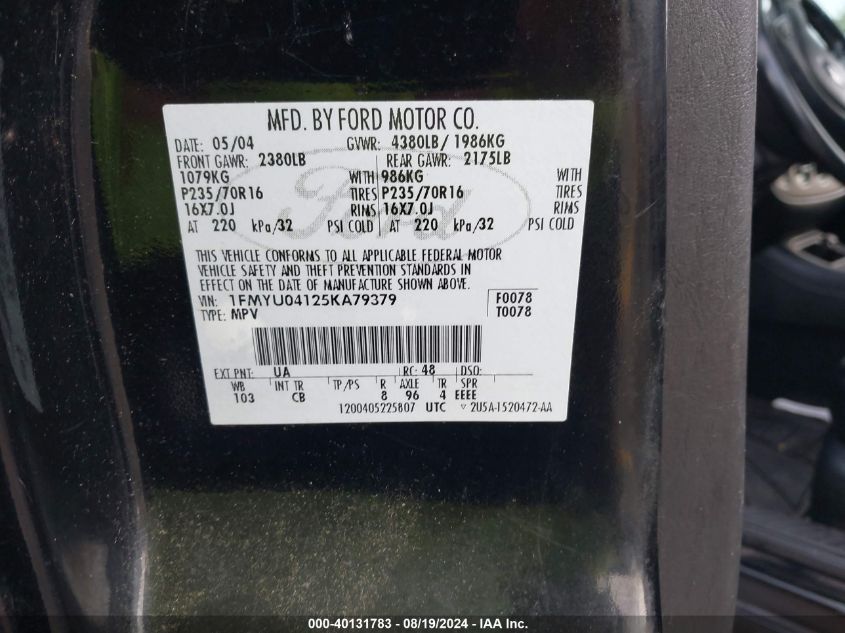 MFD. BY FORD MOTOR CO.
DATE: 05/04 GVWR: 4380LB/ 1986KG
FRONT GAWR: 2380LB REAR GAWR: 2175LB
1079KG WITH 986KG WITH
P235/70R16 TIRES P235/70R16 TIRES
16X7.0J RIMS 16X7.0J RIMS
AT 220 kPa/32 PSI COLD AT 220 kPa/32 PSI COLD
Ford
THIS VEHICLE CONFORMS TO ALL APPLICABLE FEDERAL MOTOR
VEHICLE SAFETY AND THEFT PREVENTION STANDARDS IN
EFFECT ON THE DATE OF MANUFACTURE SHOWN ABOVE.
VIN: 1FMYU04125KA79379 F0078
TYPE: MPV T0078
EXT PNT: UA RC: 48 DSO:
WB INT TR TP/PS R AXLE TR SPR
103 CB 8 96 4 EEEE
1200405225807 UTC 2U5A-1520472-AA
000-40131783 - 08/19/2024 - IAA Inc.